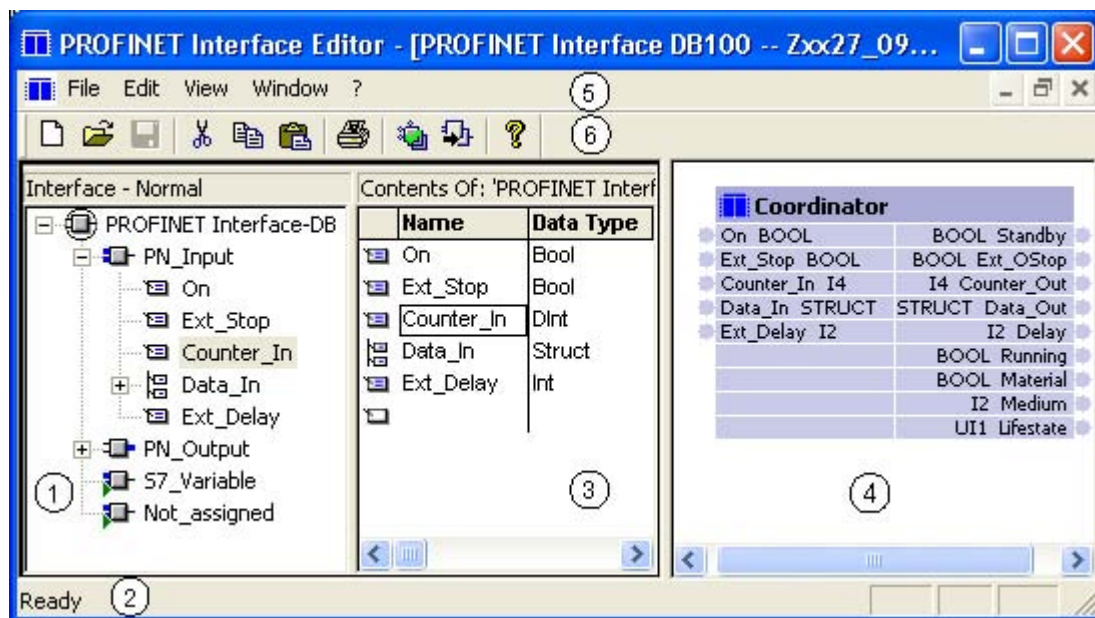 PROFINET Interface Editor - [PROFINET Interface DB100 -- Zxx27_09...
File Edit View Window ?
5
6
Interface - Normal
PROFINET Interface-DB
PN_Input
On
Ext_Stop
Counter_In
Data_In
Ext_Delay
PN_Output
S7_Variable
Not_assigned
1
Contents Of: 'PROFINET Interf
Name Data Type
On Bool
Ext_Stop Bool
Counter_In DInt
Data_In Struct
Ext_Delay Int
3
Coordinator
On BOOL BOOL Standby
Ext_Stop BOOL BOOL Ext_OStop
Counter_In I4 I4 Counter_Out
Data_In STRUCT STRUCT Data_Out
Ext_Delay I2 I2 Delay
BOOL Running
BOOL Material
I2 Medium
UI1 Lifestate
4
Ready 2